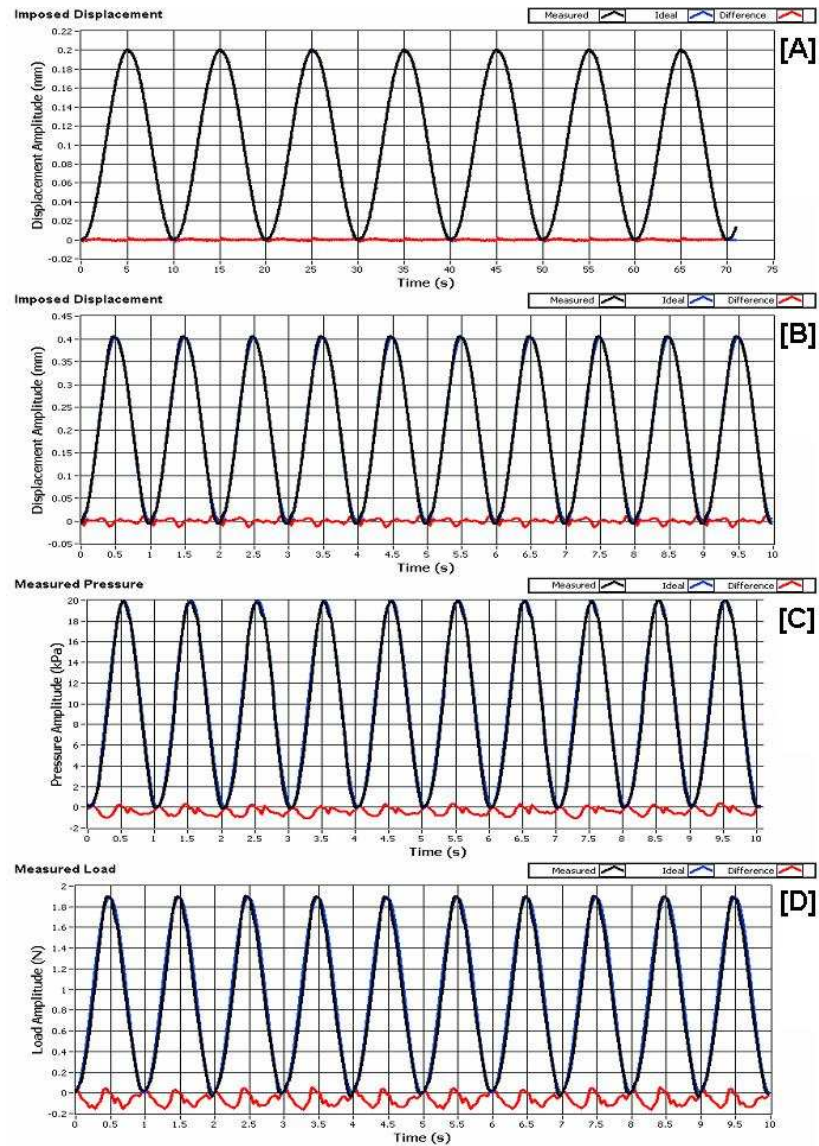 Imposed Displacement
Measured Ideal Difference
[A]
Displacement Amplitude (mm)
0.22
0.2
0.18
0.16
0.14
0.12
0.1
0.08
0.06
0.04
0.02
0
-0.02
0 5 10 15 20 25 30 35 40 45 50 55 60 65 70 75
Time (s)
Imposed Displacement
Measured Ideal Difference
[B]
Displacement Amplitude (mm)
0.45
0.4
0.35
0.3
0.25
0.2
0.15
0.1
0.05
0
-0.05
0 0.5 1 1.5 2 2.5 3 3.5 4 4.5 5 5.5 6 6.5 7 7.5 8 8.5 9 9.5 10
Time (s)
Measured Pressure
Measured Ideal Difference
[C]
Pressure Amplitude (kPa)
20
18
16
14
12
10
8
6
4
2
0
-2
0 0.5 1 1.5 2 2.5 3 3.5 4 4.5 5 5.5 6 6.5 7 7.5 8 8.5 9 9.5 10
Time (s)
Measured Load
Measured Ideal Difference
[D]
Load Amplitude (N)
2
1.8
1.6
1.4
1.2
1
0.8
0.6
0.4
0.2
0
-0.2
0 0.5 1 1.5 2 2.5 3 3.5 4 4.5 5 5.5 6 6.5 7 7.5 8 8.5 9 9.5 10
Time (s)